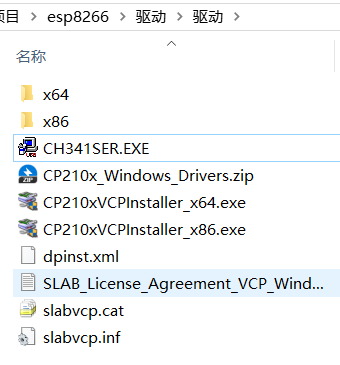 项目 > esp8266 > 驱动 > 驱动 >
名称
x64
x86
CH341SER.EXE
CP210x_Windows_Drivers.zip
CP210xVCPInstaller_x64.exe
CP210xVCPInstaller_x86.exe
dpinst.xml
SLAB_License_Agreement_VCP_Wind...
slabvcp.cat
slabvcp.inf